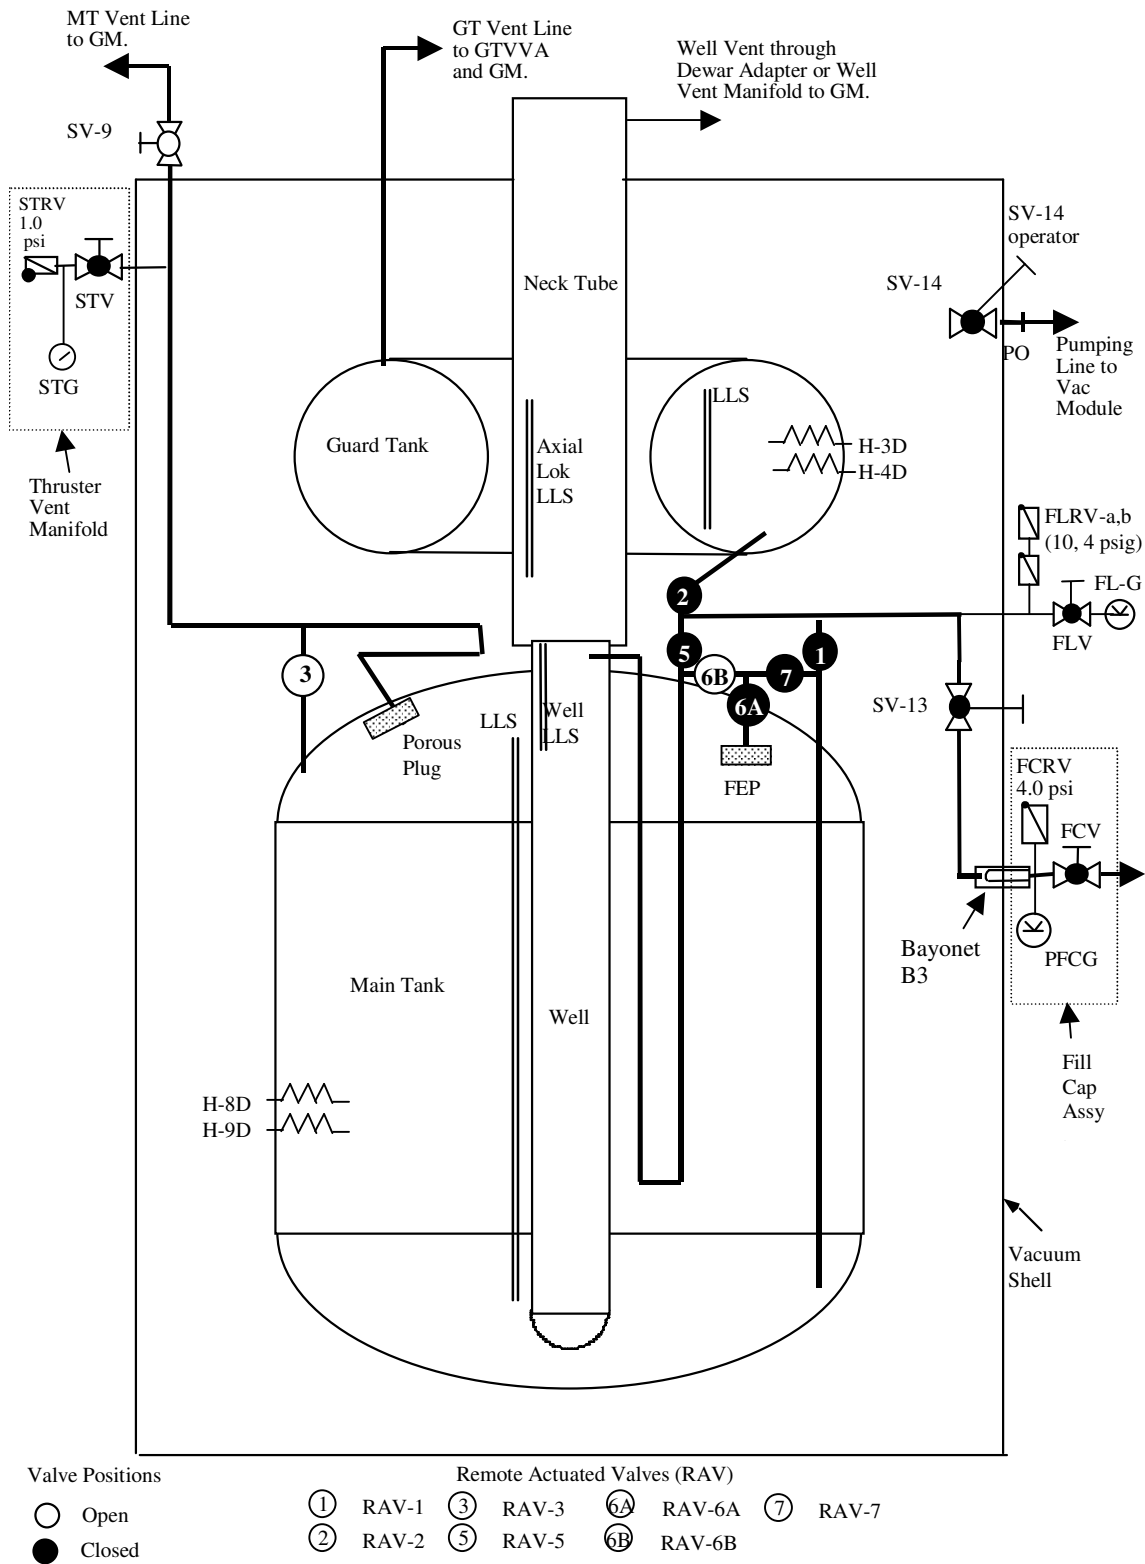 MT Vent Line
to GM.
GT Vent Line
to GTVVA
and GM.
Well Vent through
Dewar Adapter or Well
Vent Manifold to GM.
SV-9
STRV
1.0
psi
STV
STG
Thruster
Vent
Manifold
Neck Tube
SV-14
operator
SV-14
PO
Pumping
Line to
Vac
Module
Guard Tank
Axial
Lok
LLS
LLS
H-3D
H-4D
FLRV-a,b
(10, 4 psig)
FL-G
FLV
2
5
1
3
6B
7
6A
SV-13
LLS
Well
LLS
Porous
Plug
FEP
FCRV
4.0 psi
FCV
PFCG
Bayonet
B3
Main Tank
Well
Fill
Cap
Assy
H-8D
H-9D
Vacuum
Shell
Valve Positions
Open
Closed
Remote Actuated Valves (RAV)
1 RAV-1 3 RAV-3 6A RAV-6A 7 RAV-7
2 RAV-2 5 RAV-5 6B RAV-6B